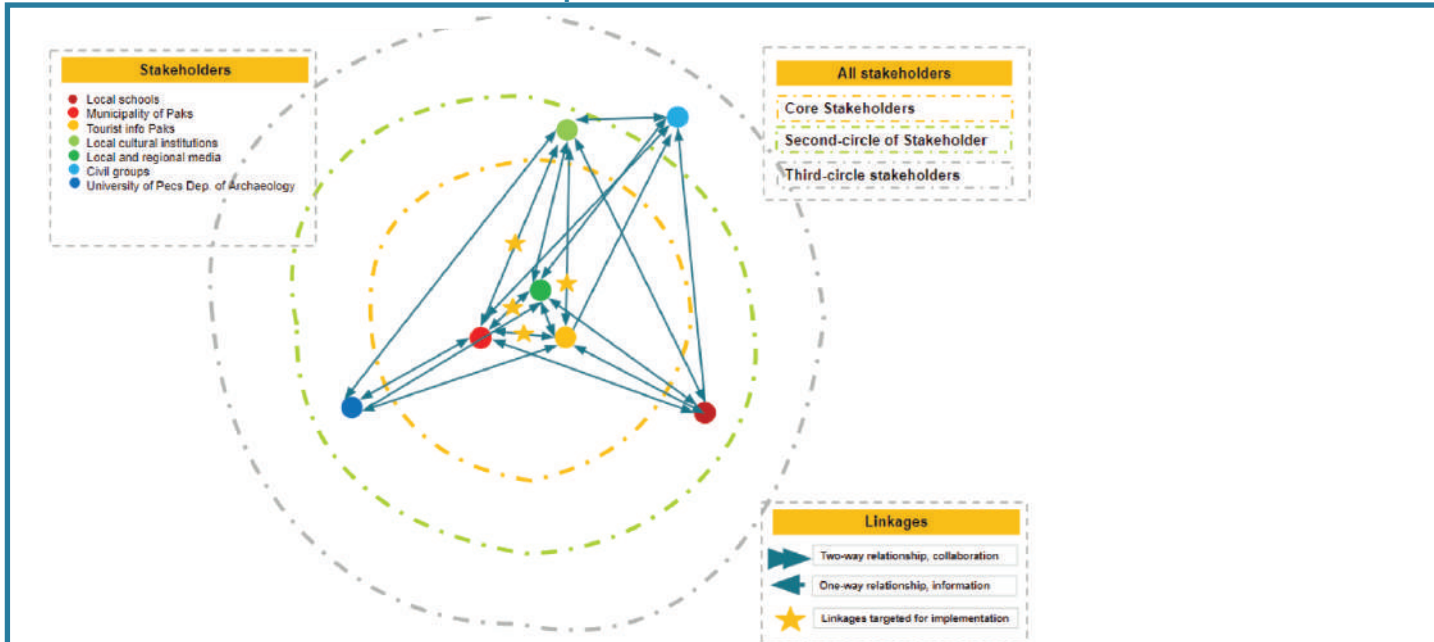 Stakeholders
Local schools
Municipality of Paks
Tourist info Paks
Local cultural institutions
Local and regional media
Civil groups
University of Pecs Dep. of Archaeology
All stakeholders
Core Stakeholders
Second-circle of Stakeholder
Third-circle stakeholders
Linkages
Two-way relationship, collaboration
One-way relationship, information
Linkages targeted for implementation